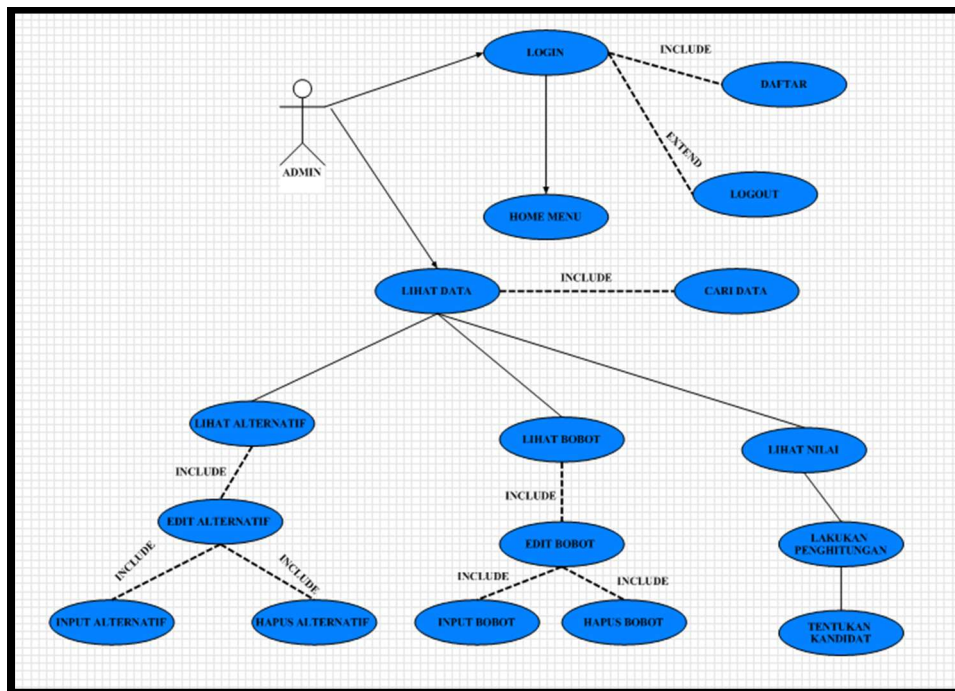 LOGIN
INCLUDE
DAFTAR
EXTEND
ADMIN
LOGOUT
HOME MENU
LIHAT DATA
INCLUDE
CARI DATA
LIHAT ALTERNATIF
LIHAT BOBOT
LIHAT NILAI
INCLUDE
INCLUDE
EDIT ALTERNATIF
EDIT BOBOT
LAKUKAN
PENGHITUNGAN
INCLUDE
INCLUDE
INCLUDE
INCLUDE
INPUT ALTERNATIF
HAPUS ALTERNATIF
INPUT BOBOT
HAPUS BOBOT
TENTUKAN
KANDIDAT